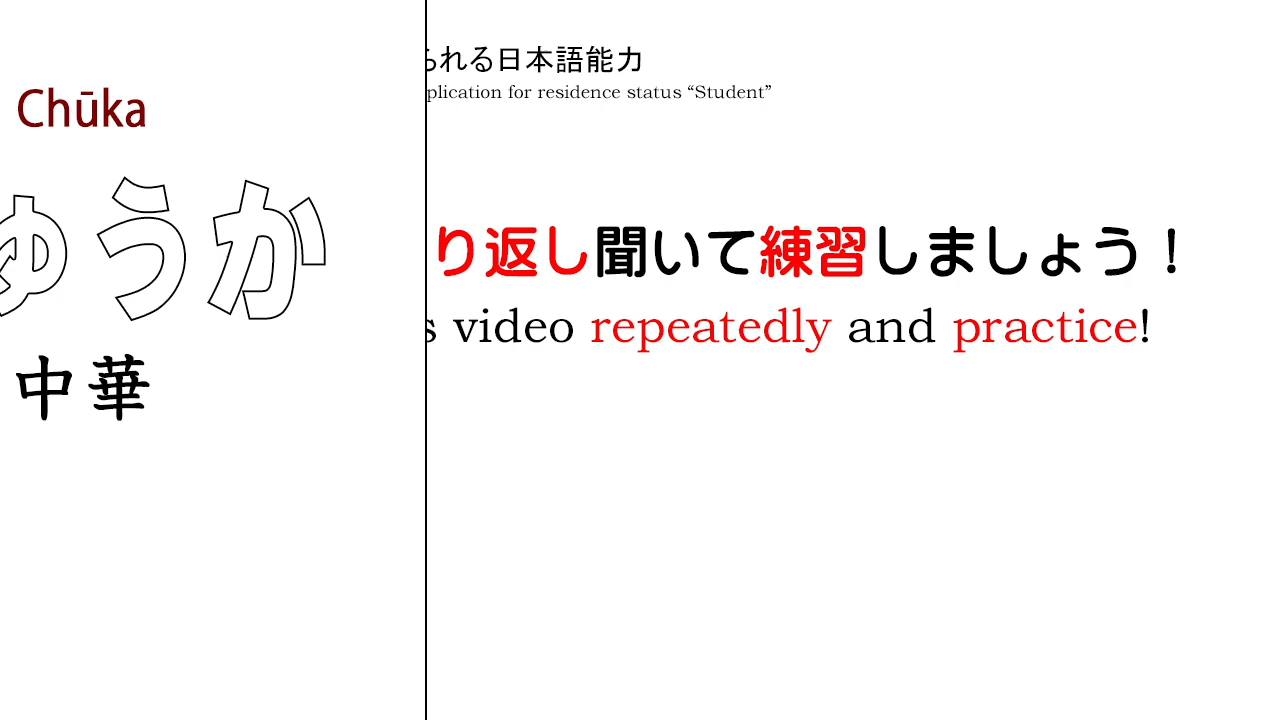 Chūka
ゅうか
中華
られる日本語能力
plication for residence status “Student”
り返し聞いて練習しましょう！
s video repeatedly and practice!